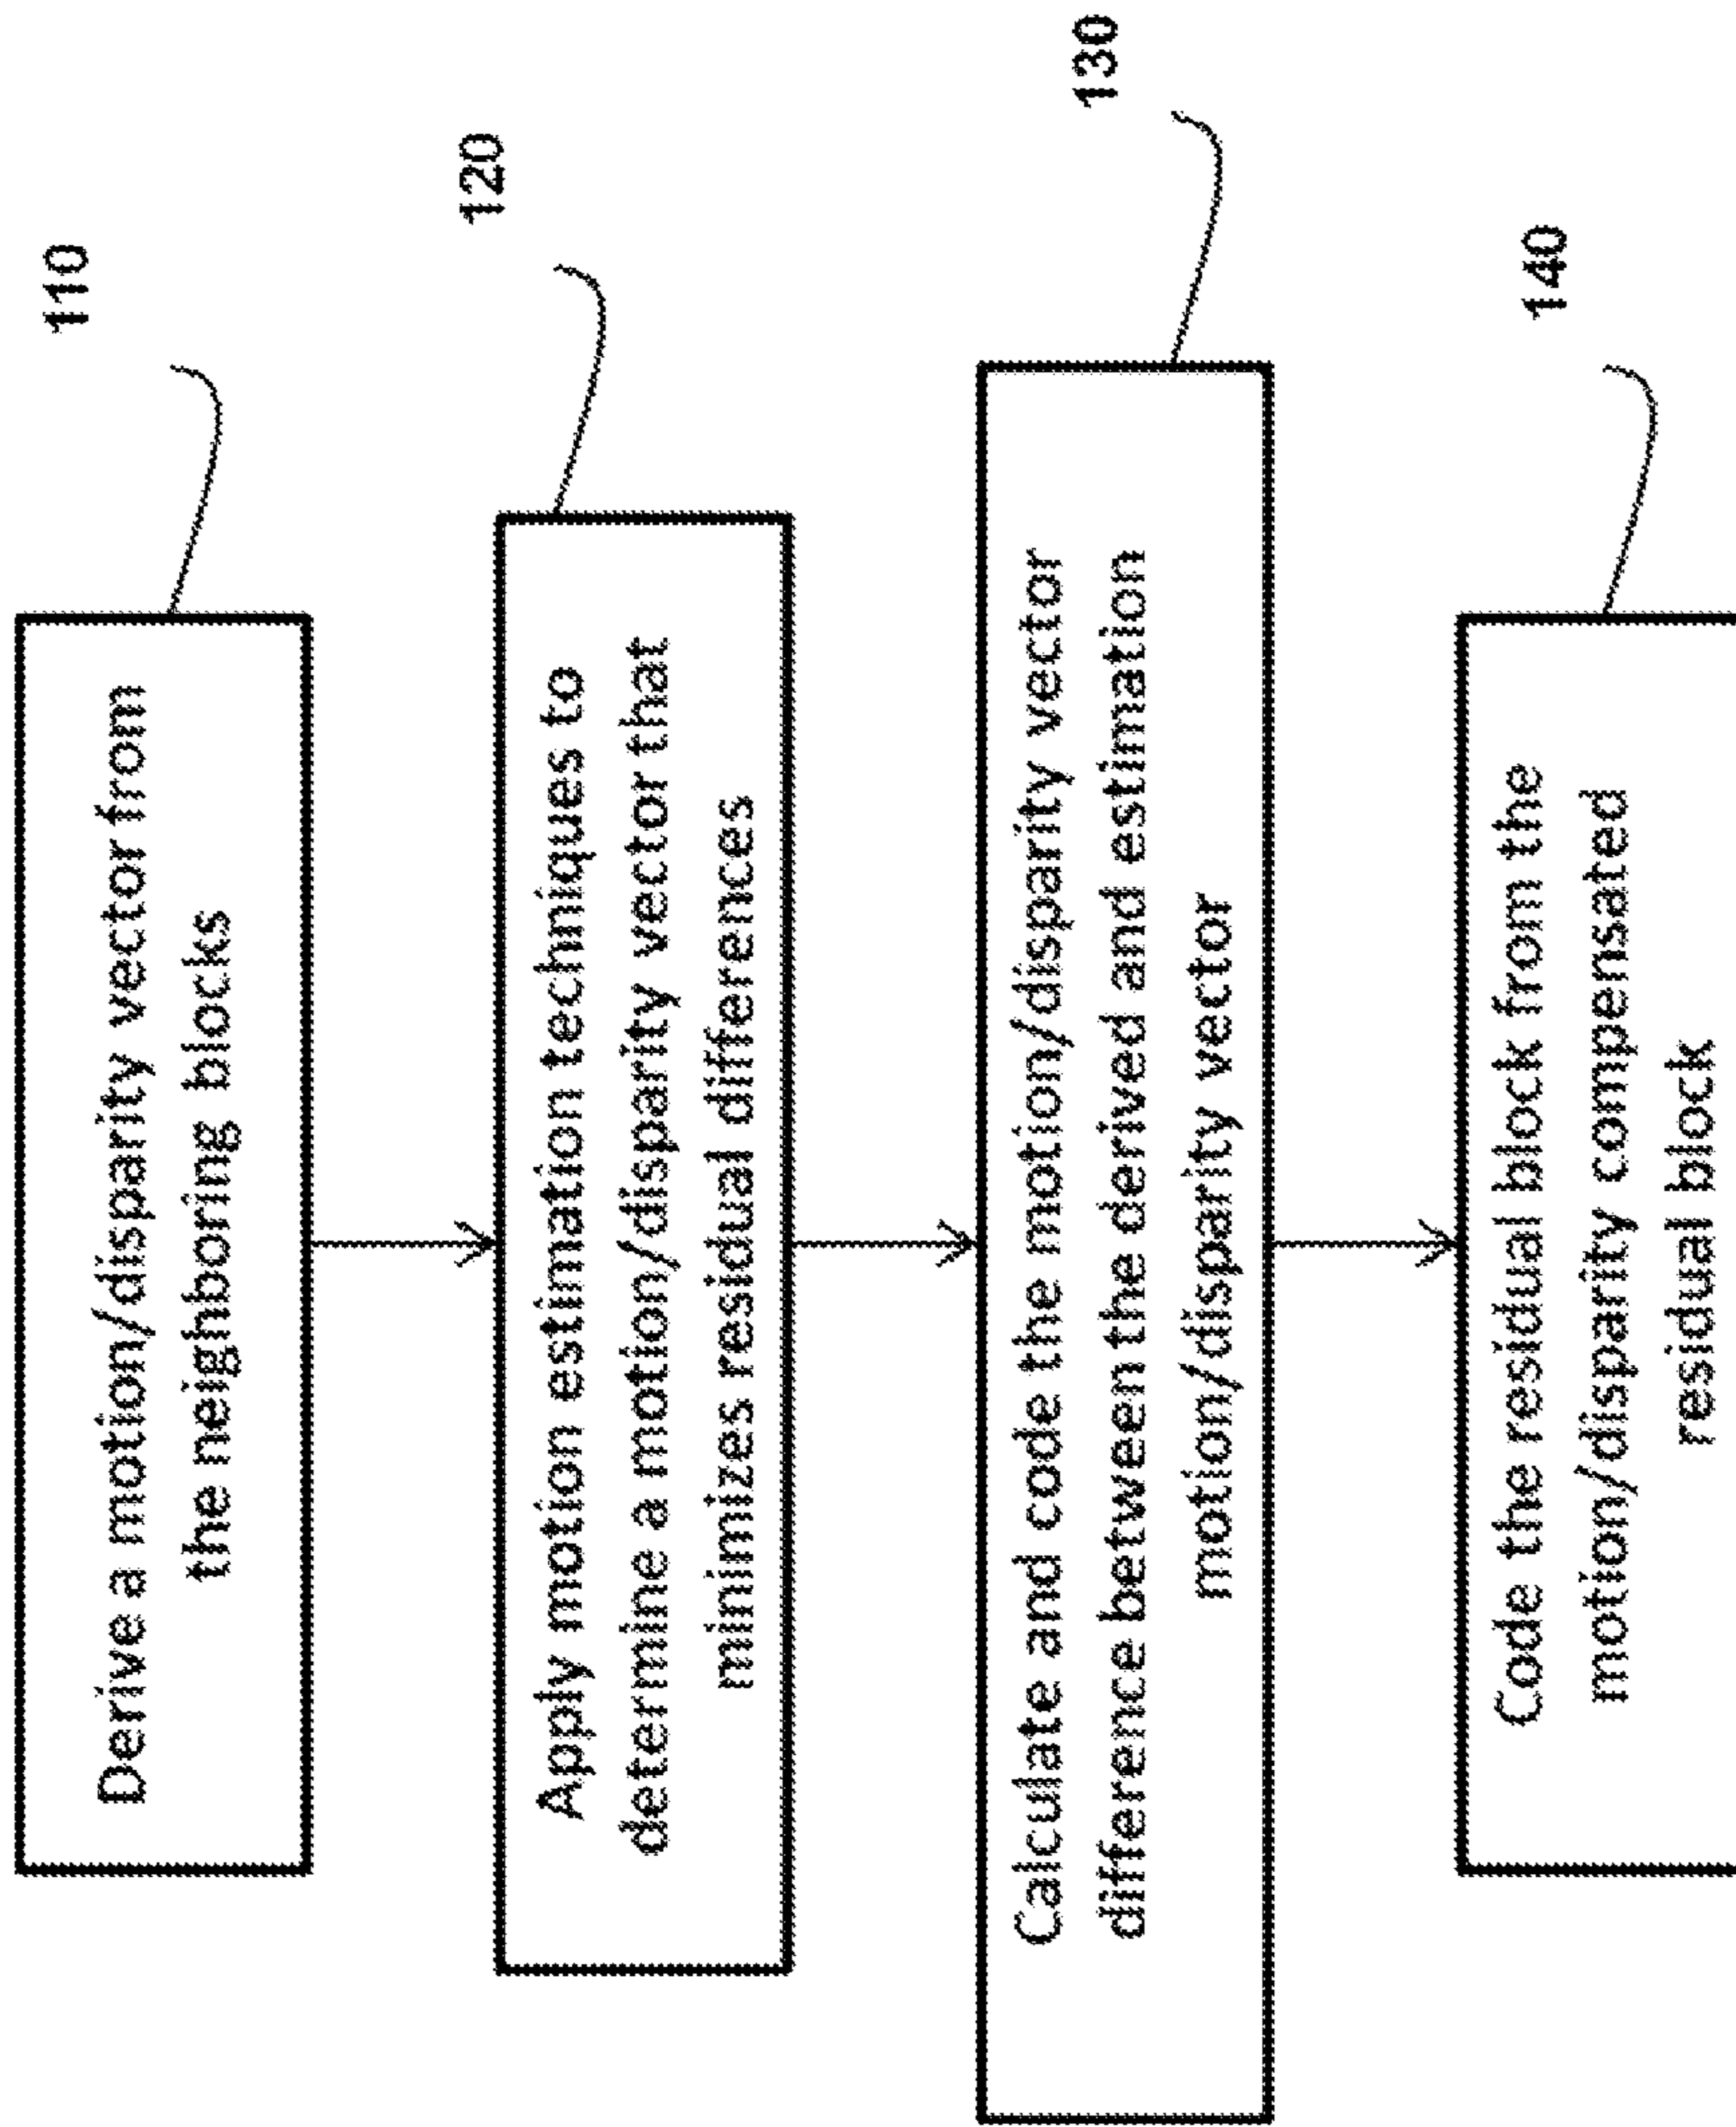 110
Derive a motion/disparity vector from
the neighboring blocks
120
Apply motion estimation techniques to
determine a motion/disparity vector that
minimizes residual differences
130
Calculate and code the motion/disparity vector
difference between the derived and estimation
motion/disparity vector
140
Code the residual block from the
motion/disparity compensated
residual block